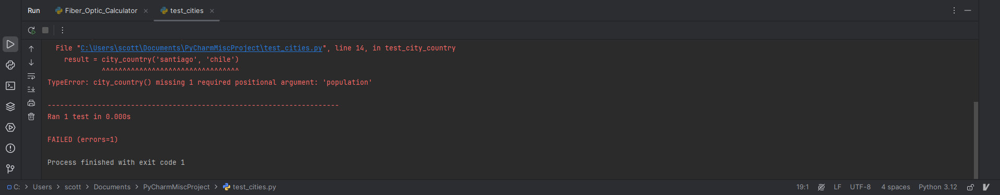 Run Fiber_Optic_Calculator test_cities
File "C:\Users\scott\Documents\PyCharmMiscProject\test_cities.py", line 14, in test_city_country
result = city_country('santiago', 'chile')
^^^^^^^^^^^^^^^^^^^^^^^^^^^^^^^^^
TypeError: city_country() missing 1 required positional argument: 'population'
----------------------------------------------------------------------
Ran 1 test in 0.000s
FAILED (errors=1)
Process finished with exit code 1
C: > Users > scott > Documents > PyCharmMiscProject > test_cities.py 19:1 LF UTF-8 4 spaces Python 3.12